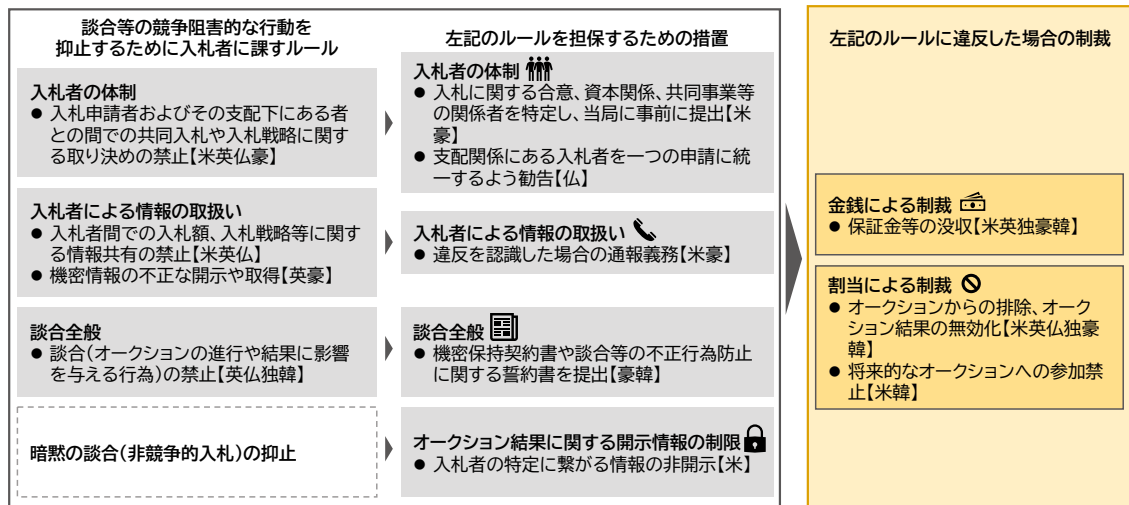 談合等の競争阻害的な行動を
抑止するために入札者に課すルール
入札者の体制
● 入札申請者およびその支配下にある者
との間での共同入札や入札戦略に関す
る取り決めの禁止【米英仏豪】
入札者による情報の取扱い
● 入札者間での入札額、入札戦略等に関す
る情報共有の禁止【米英仏】
● 機密情報の不正な開示や取得【英豪】
談合全般
● 談合(オークションの進行や結果に影響
を与える行為)の禁止【英仏独韓】
暗黙の談合(非競争的入札)の抑止
左記のルールを担保するための措置
入札者の体制
● 入札に関する合意、資本関係、共同事業等
の関係者を特定し、当局に事前に提出【米
豪】
● 支配関係にある入札者を一つの申請に統
一するよう勧告【仏】
入札者による情報の取扱い
● 違反を認識した場合の通報義務【米豪】
談合全般
● 機密保持契約書や談合等の不正行為防止
に関する誓約書を提出【豪韓】
オークション結果に関する開示情報の制限
● 入札者の特定に繋がる情報の非開示【米】
左記のルールに違反した場合の制裁
金銭による制裁
● 保証金等の没収【米英独豪韓】
割当による制裁
● オークションからの排除、オーク
ション結果の無効化【米英仏独豪
韓】
● 将来的なオークションへの参加禁
止【米韓】